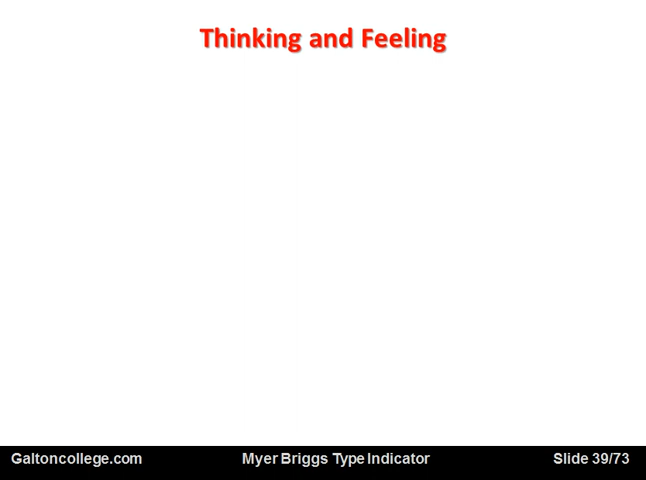 Thinking and Feeling
Galtoncollege.com Myer Briggs Type Indicator Slide 39/73